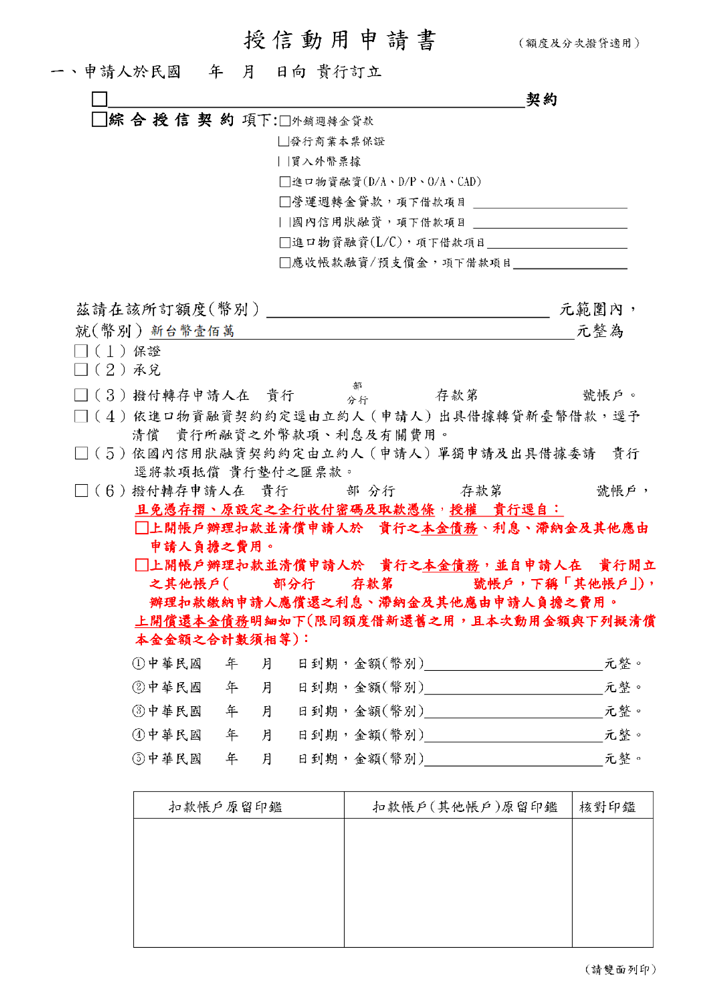 授信動用申請書 （額度及分次撥貸適用）
一、申請人於民國 年 月 日向 貴行訂立
□____________________契約
□綜合授信契約項下:□外銷週轉金貸款
□發行商業本票保證
□買入外幣票據
□進口物資融資(D/A、D/P、O/A、CAD)
□營運週轉金貸款，項下借款項目
□國內信用狀融資，項下借款項目
□進口物資融資(L/C)，項下借款項目
□應收帳款融資/預支價金，項下借款項目
茲請在該所訂額度(幣別) 元範圍內，
就(幣別) 新台幣壹佰萬 元整為
□（1）保證
□（2）承兌
□（3）撥付轉存申請人在 貴行 部 分行 存款第 號帳戶。
□（4）依進口物資融資契約約定逕由立約人（申請人）出具借據轉貸新臺幣借款，逕予
清償 貴行所融資之外幣款項、利息及有關費用。
□（5）依國內信用狀融資契約約定由立約人（申請人）單獨申請及出具借據委請 貴行
逕將款項抵償 貴行墊付之匯票款。
□（6）撥付轉存申請人在 貴行 部 分行 存款第 號帳戶，
且免憑存摺、原設定之全行收付密碼及取款憑條，授權 貴行逕自：
□上開帳戶辦理扣款並清償申請人於 貴行之本金債務、利息、滯納金及其他應由
申請人負擔之費用。
□上開帳戶辦理扣款並清償申請人於 貴行之本金債務，並自申請人在 貴行開立
之其他帳戶( 部分行 存款第 號帳戶，下稱「其他帳戶」)，
辦理扣款繳納申請人應償還之利息、滯納金及其他應由申請人負擔之費用。
上開償還本金債務明細如下(限同額度借新還舊之用，且本次動用金額與下列擬清償
本金金額之合計數須相等)：
①中華民國 年 月 日到期，金額(幣別) 元整。
②中華民國 年 月 日到期，金額(幣別) 元整。
③中華民國 年 月 日到期，金額(幣別) 元整。
④中華民國 年 月 日到期，金額(幣別) 元整。
⑤中華民國 年 月 日到期，金額(幣別) 元整。
扣款帳戶原留印鑑 扣款帳戶(其他帳戶)原留印鑑 核對印鑑
（請雙面列印）